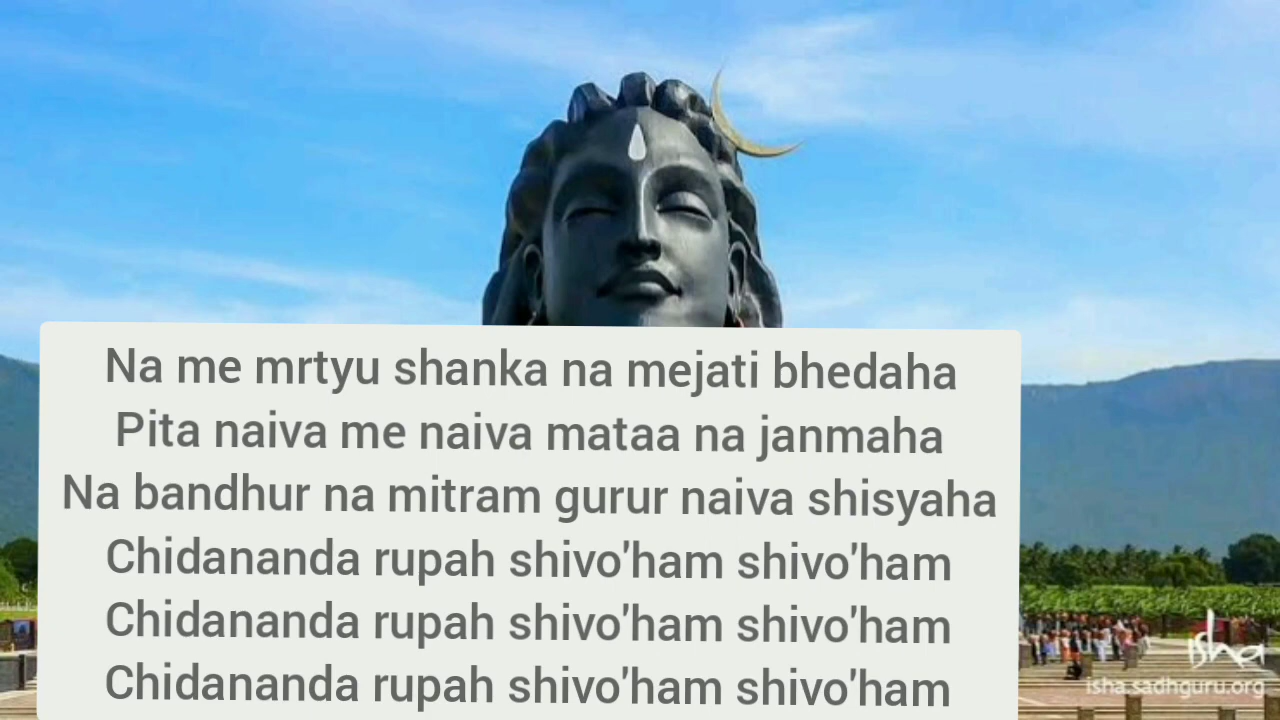 Na me mrtyu shanka na mejati bhedaha
Pita naiva me naiva mataa na janmaha
Na bandhur na mitram gurur naiva shisyaha
Chidananda rupah shivo'ham shivo'ham
Chidananda rupah shivo'ham shivo'ham
Chidananda rupah shivo'ham shivo'ham
isha
isha.sadhguru.org